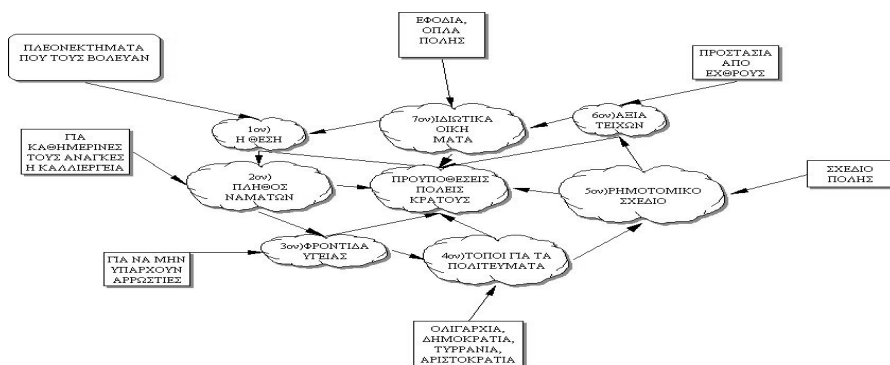 ΕΦΟΔΙΑ,
ΟΠΛΑ
ΠΟΛΗΣ
ΠΛΕΟΝΕΚΤΗΜΑΤΑ
ΠΟΥ ΤΟΥΣ ΒΟΛΕΥΑΝ
ΠΡΟΣΤΑΣΙΑ
ΑΠΟ
ΕΧΘΡΟΥΣ
1ον)
Η ΘΕΣΗ
7ον)ΙΔΙΩΤΙΚΑ
ΟΙΚΗ
ΜΑΤΑ
6ον)ΑΞΙΑ
ΤΕΙΧΩΝ
ΓΙΑ
ΚΑΘΗΜΕΡΙΝΕΣ
ΤΟΥΣ ΑΝΑΓΚΕΣ
Η ΚΑΛΛΙΕΡΓΕΙΑ
2ον)
ΠΛΗΘΟΣ
ΝΑΜΑΤΩΝ
ΠΡΟΥΠΟΘΕΣΕΙΣ
ΠΟΛΕΙΣ
ΚΡΑΤΟΥΣ
5ον)ΡΗΜΟΤΟΜΙΚΟ
ΣΧΕΔΙΟ
ΣΧΕΔΙΟ
ΠΟΛΗΣ
3ον)ΦΡΟΝΤΙΔΑ
ΥΓΕΙΑΣ
4ον)ΤΟΠΟΙ ΓΙΑ ΤΑ
ΠΟΛΙΤΕΥΜΑΤΑ
ΓΙΑ ΝΑ ΜΗΝ
ΥΠΑΡΧΟΥΝ
ΑΡΡΩΣΤΙΕΣ
ΟΛΙΓΑΡΧΙΑ,
ΔΗΜΟΚΡΑΤΙΑ,
ΤΥΡΡΑΝΙΑ,
ΑΡΙΣΤΟΚΡΑΤΙΑ